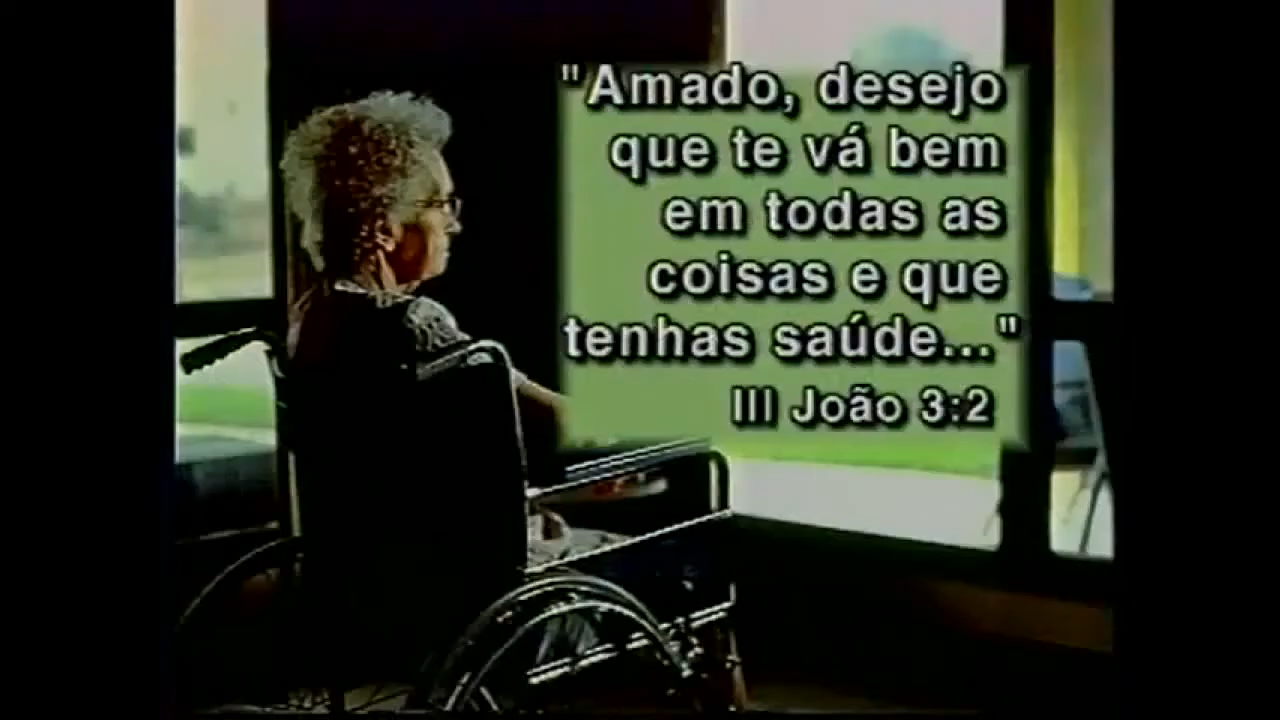 "Amado, desejo
que te vá bem
em todas as
coisas e que
tenhas saúde..."
III João 3:2